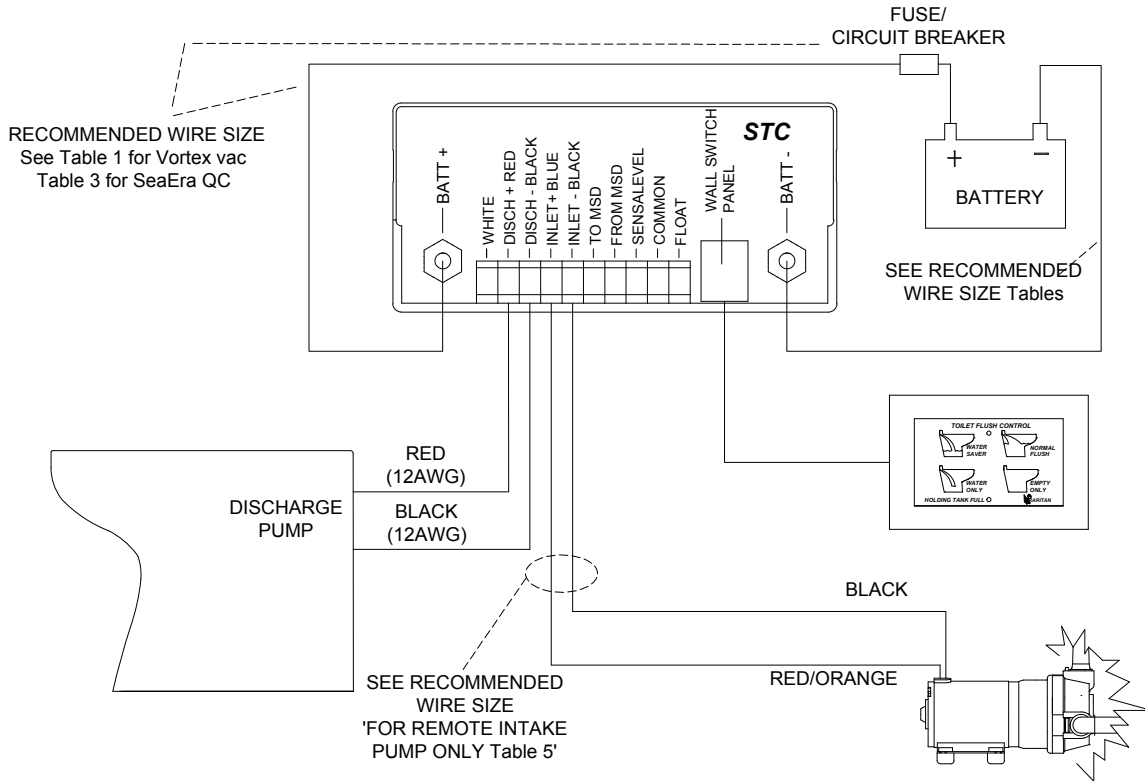 FUSE/
CIRCUIT BREAKER
RECOMMENDED WIRE SIZE
See Table 1 for Vortex vac
Table 3 for SeaEra QC
STC
BATT +
WHITE
DISCH + RED
DISCH - BLACK
INLET+ BLUE
INLET - BLACK
TO MSD
FROM MSD
SENSALEVEL
COMMON
FLOAT
WALL SWITCH
PANEL
BATT -
+
−
BATTERY
SEE RECOMMENDED
WIRE SIZE Tables
TOILET FLUSH CONTROL
WATER
SAVER
NORMAL
FLUSH
WATER
ONLY
EMPTY
ONLY
HOLDING TANK FULL
RARITAN
DISCHARGE
PUMP
RED
(12AWG)
BLACK
(12AWG)
BLACK
RED/ORANGE
SEE RECOMMENDED
WIRE SIZE
'FOR REMOTE INTAKE
PUMP ONLY Table 5'